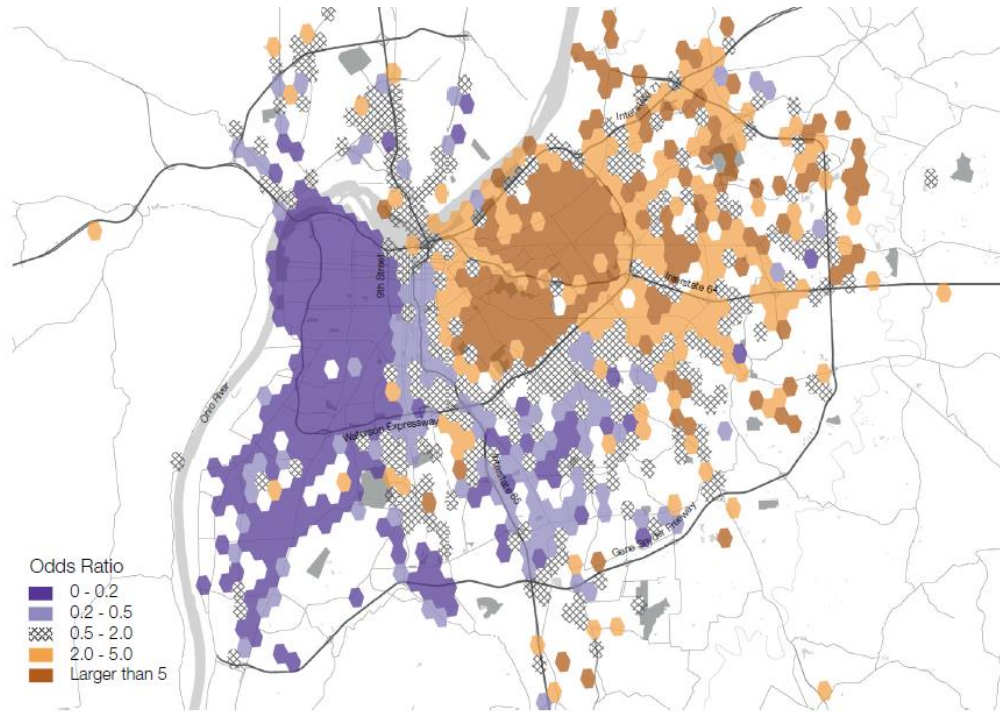 Interstate 71
9th Street
Interstate 64
Ohio River
Watterson Expressway
Interstate 65
Gene Snyder Freeway
Odds Ratio
0 - 0.2
0.2 - 0.5
0.5 - 2.0
2.0 - 5.0
Larger than 5